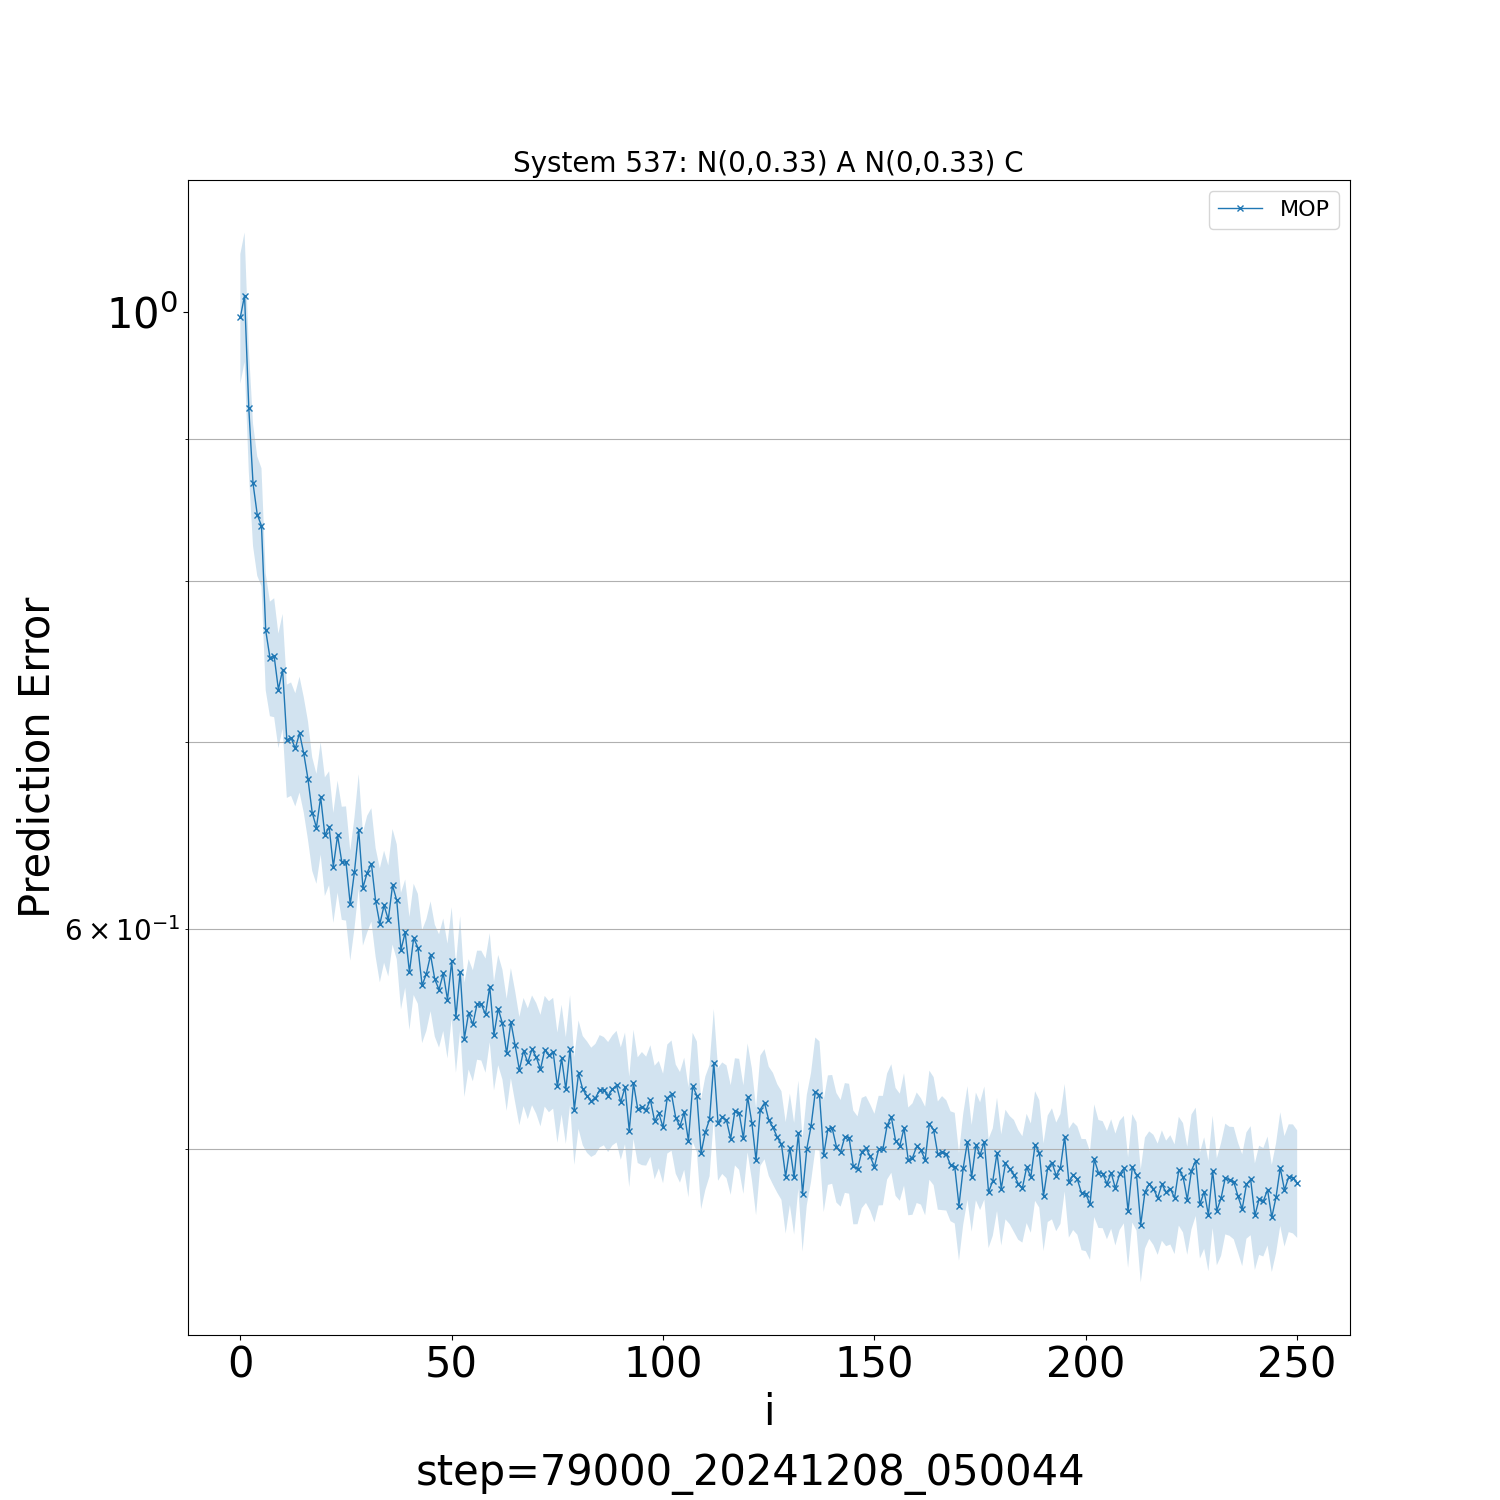 System 537: N(0,0.33) A N(0,0.33) C
MOP
10⁰
6 × 10⁻¹
Prediction Error
0 50 100 150 200 250
i
step=79000_20241208_050044